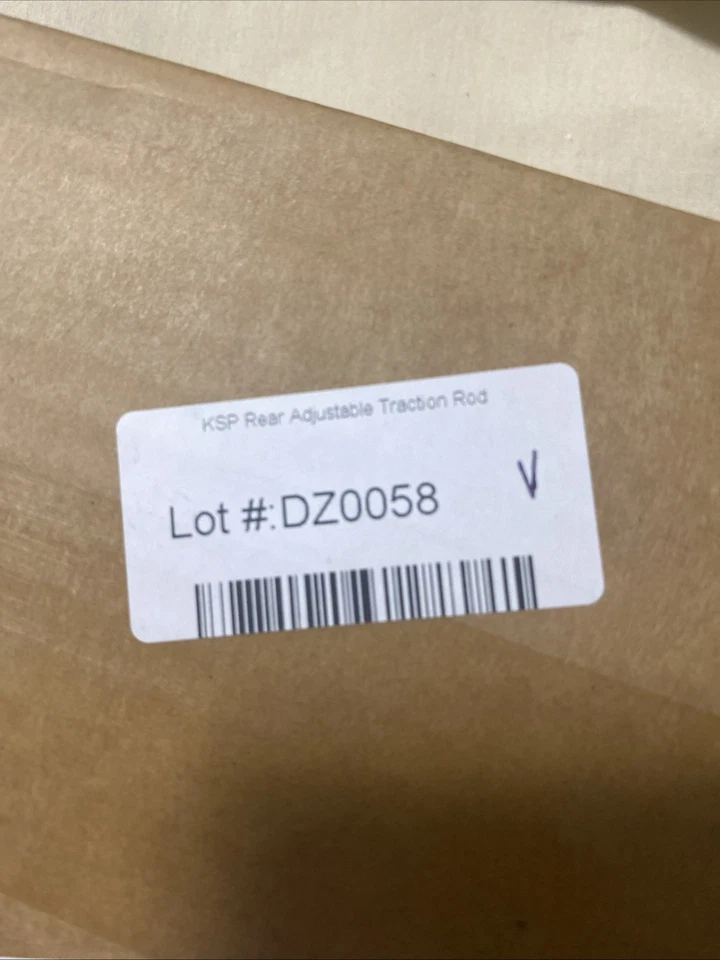 KSP Rear Adjustable Traction Rod
Lot #:DZ0058
V